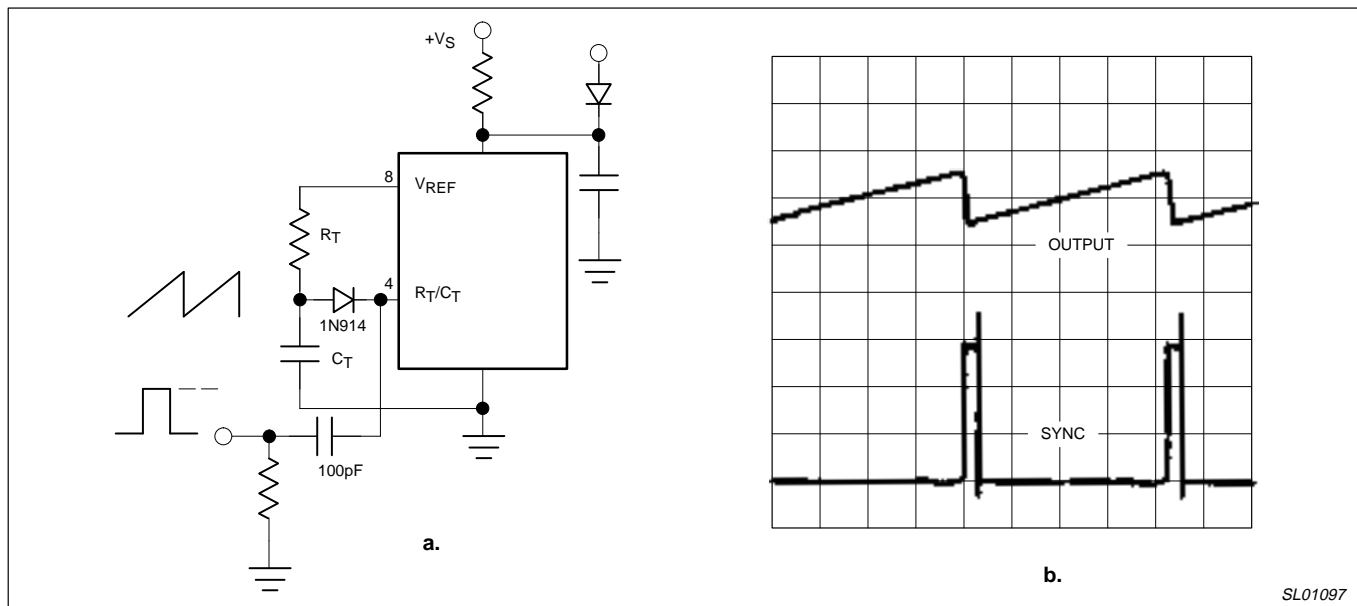 +VS
8
VREF
RT
4
RT/CT
1N914
CT
100pF
a.
OUTPUT
SYNC
b.
SL01097